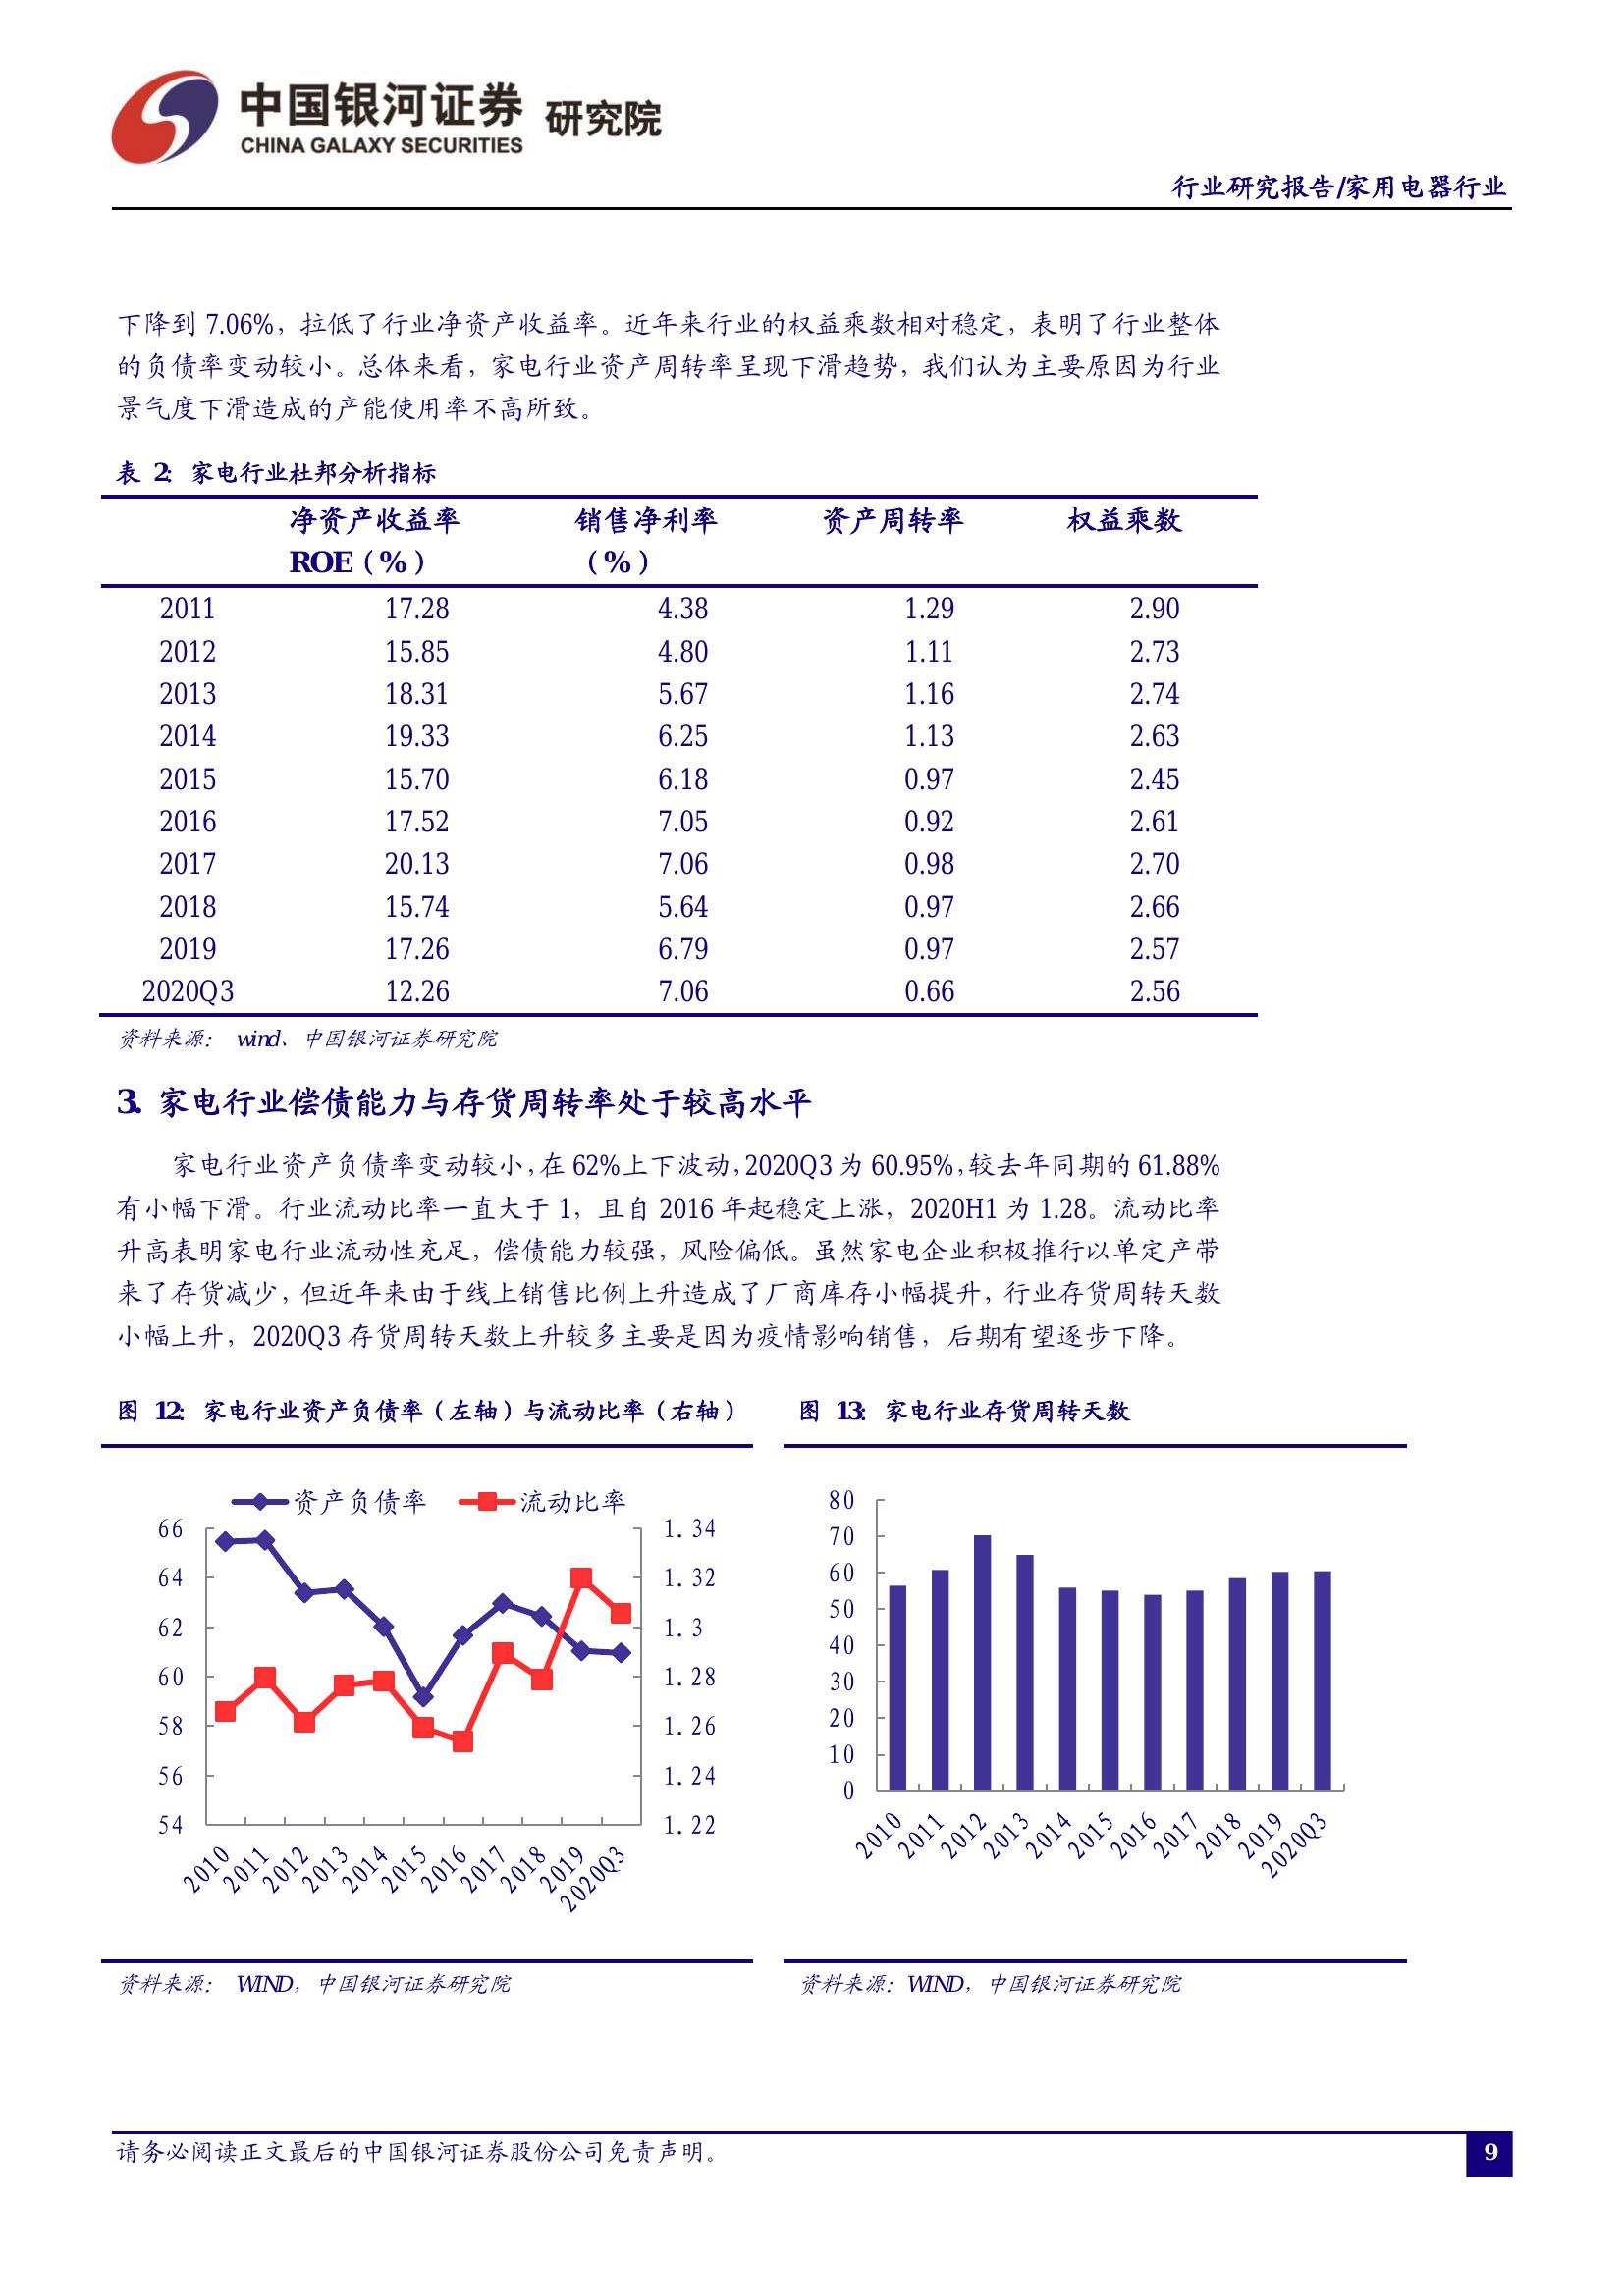 中国银河证券 研究院
CHINA GALAXY SECURITIES
行业研究报告/家用电器行业
下降到 7.06%，拉低了行业净资产收益率。近年来行业的权益乘数相对稳定，表明了行业整体
的负债率变动较小。总体来看，家电行业资产周转率呈现下滑趋势，我们认为主要原因为行业
景气度下滑造成的产能使用率不高所致。
表 2: 家电行业杜邦分析指标
净资产收益率 销售净利率 资产周转率 权益乘数
ROE（%） （%）
2011 17.28 4.38 1.29 2.90
2012 15.85 4.80 1.11 2.73
2013 18.31 5.67 1.16 2.74
2014 19.33 6.25 1.13 2.63
2015 15.70 6.18 0.97 2.45
2016 17.52 7.05 0.92 2.61
2017 20.13 7.06 0.98 2.70
2018 15.74 5.64 0.97 2.66
2019 17.26 6.79 0.97 2.57
2020Q3 12.26 7.06 0.66 2.56
资料来源： wind、中国银河证券研究院
3. 家电行业偿债能力与存货周转率处于较高水平
家电行业资产负债率变动较小，在 62%上下波动，2020Q3 为 60.95%，较去年同期的 61.88%
有小幅下滑。行业流动比率一直大于 1，且自 2016 年起稳定上涨，2020H1 为 1.28。流动比率
升高表明家电行业流动性充足，偿债能力较强，风险偏低。虽然家电企业积极推行以单定产带
来了存货减少，但近年来由于线上销售比例上升造成了厂商库存小幅提升，行业存货周转天数
小幅上升，2020Q3 存货周转天数上升较多主要是因为疫情影响销售，后期有望逐步下降。
图 12: 家电行业资产负债率（左轴）与流动比率（右轴）
资产负债率 流动比率
66 1.34
64 1.32
62 1.3
60 1.28
58 1.26
56 1.24
54 1.22
2010 2011 2012 2013 2014 2015 2016 2017 2018 2019 2020Q3
资料来源： WIND，中国银河证券研究院
图 13: 家电行业存货周转天数
80
70
60
50
40
30
20
10
0
2010 2011 2012 2013 2014 2015 2016 2017 2018 2019 2020Q3
资料来源：WIND，中国银河证券研究院
请务必阅读正文最后的中国银河证券股份公司免责声明。
9